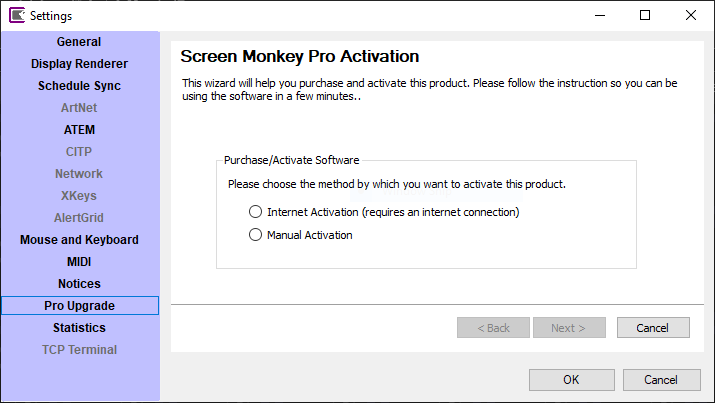 Settings
General
Display Renderer
Schedule Sync
ArtNet
ATEM
CITP
Network
XKeys
AlertGrid
Mouse and Keyboard
MIDI
Notices
Pro Upgrade
Statistics
TCP Terminal
Screen Monkey Pro Activation
This wizard will help you purchase and activate this product. Please follow the instruction so you can be
using the software in a few minutes..
Purchase/Activate Software
Please choose the method by which you want to activate this product.
Internet Activation (requires an internet connection)
Manual Activation
< Back Next > Cancel
OK Cancel